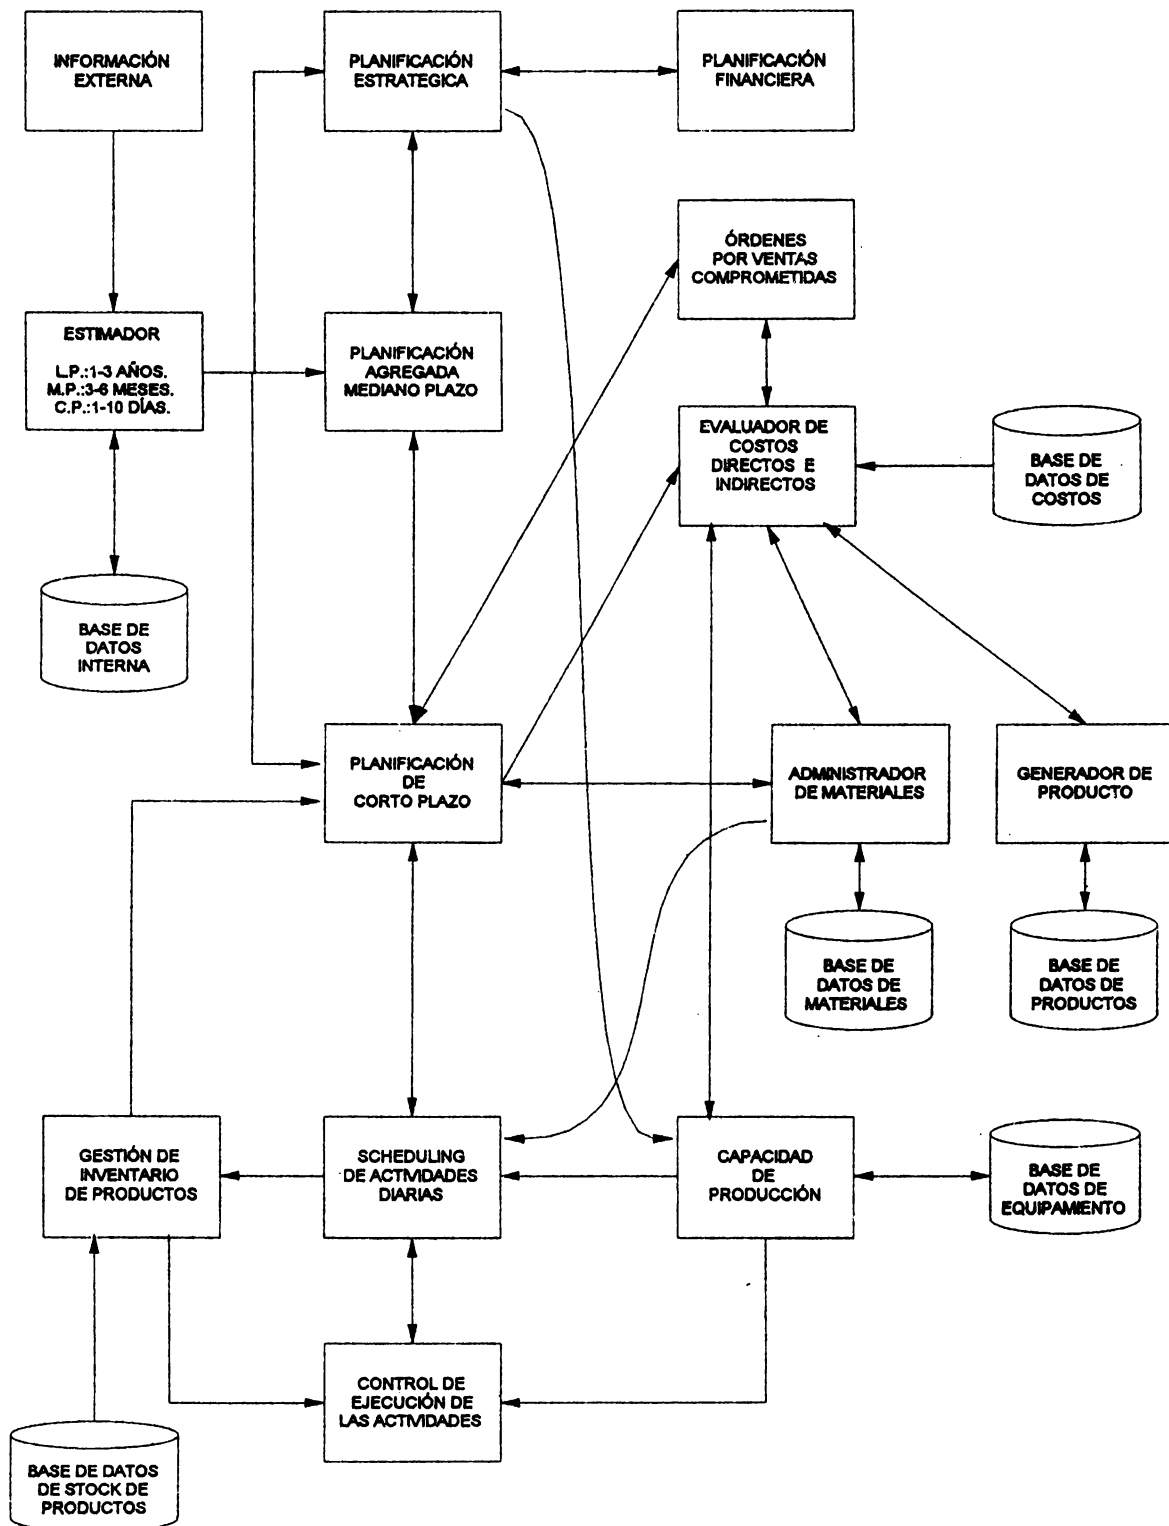 INFORMACIÓN
EXTERNA
PLANIFICACIÓN
ESTRATEGICA
PLANIFICACIÓN
FINANCIERA
ÓRDENES
POR VENTAS
COMPROMETIDAS
ESTIMADOR
L.P.:1-3 AÑOS.
M.P.:3-6 MESES.
C.P.:1-10 DÍAS.
PLANIFICACIÓN
AGREGADA
MEDIANO PLAZO
EVALUADOR DE
COSTOS
DIRECTOS E
INDIRECTOS
BASE DE
DATOS DE
COSTOS
BASE DE
DATOS
INTERNA
PLANIFICACIÓN
DE
CORTO PLAZO
ADMINISTRADOR
DE MATERIALES
GENERADOR DE
PRODUCTO
BASE DE
DATOS DE
MATERIALES
BASE DE
DATOS DE
PRODUCTOS
GESTIÓN DE
INVENTARIO
DE PRODUCTOS
SCHEDULING
DE ACTIVIDADES
DIARIAS
CAPACIDAD
DE
PRODUCCIÓN
BASE DE
DATOS DE
EQUIPAMIENTO
CONTROL DE
EJECUCIÓN DE
LAS ACTIVIDADES
BASE DE DATOS
DE STOCK DE
PRODUCTOS